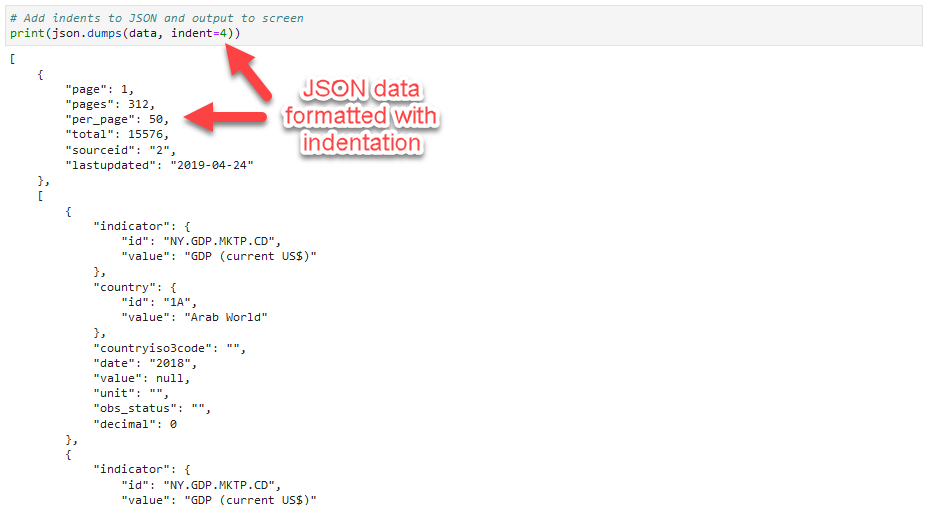 # Add indents to JSON and output to screen
print(json.dumps(data, indent=4))
[
    {
        "page": 1,
        "pages": 312,
        "per_page": 50,
        "total": 15576,
        "sourceid": "2",
        "lastupdated": "2019-04-24"
    },
    [
        {
            "indicator": {
                "id": "NY.GDP.MKTP.CD",
                "value": "GDP (current US$)"
            },
            "country": {
                "id": "1A",
                "value": "Arab World"
            },
            "countryiso3code": "",
            "date": "2018",
            "value": null,
            "unit": "",
            "obs_status": "",
            "decimal": 0
        },
        {
            "indicator": {
                "id": "NY.GDP.MKTP.CD",
                "value": "GDP (current US$)"
JSON data
formatted with
indentation